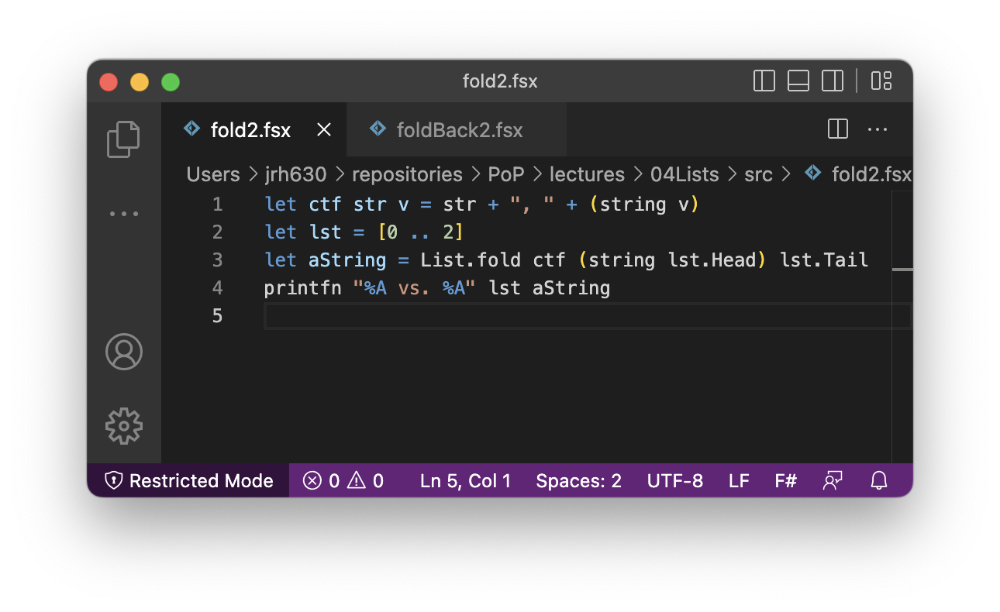 fold2.fsx
fold2.fsx foldBack2.fsx
Users > jrh630 > repositories > PoP > lectures > 04Lists > src > fold2.fsx
1 let ctf str v = str + ", " + (string v)
2 let lst = [0 .. 2]
3 let aString = List.fold ctf (string lst.Head) lst.Tail
4 printfn "%A vs. %A" lst aString
5
Restricted Mode 0 0 Ln 5, Col 1 Spaces: 2 UTF-8 LF F#